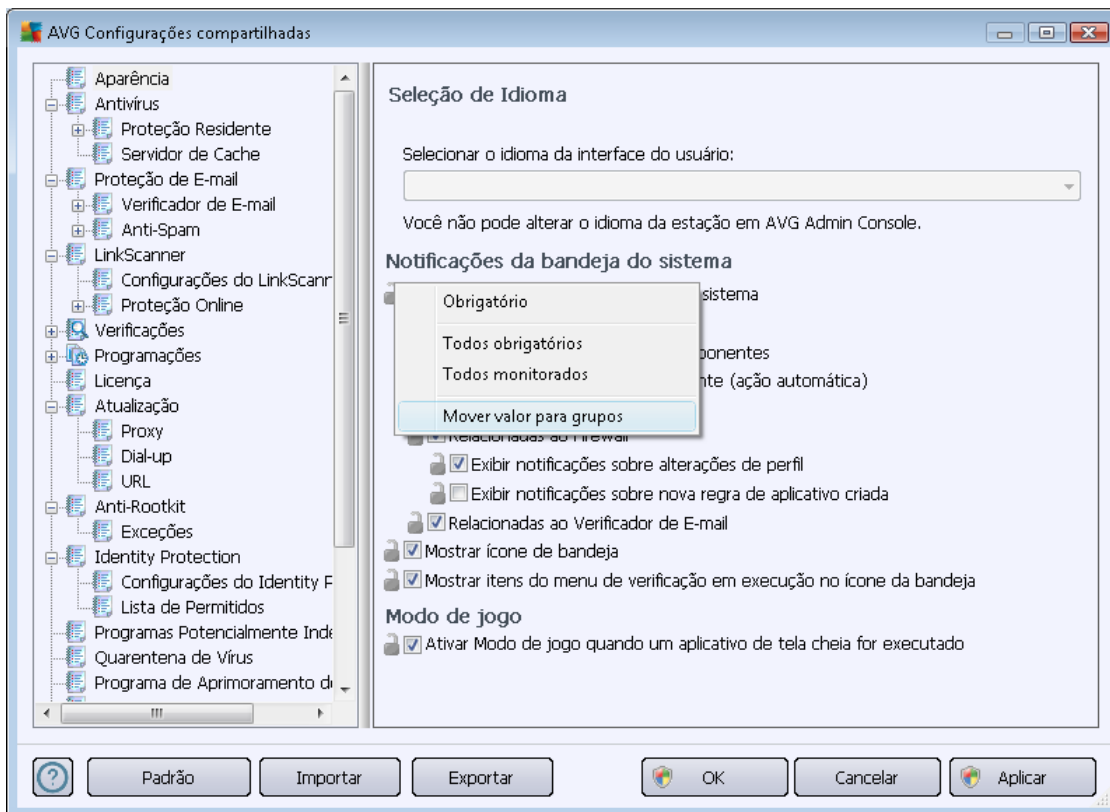 AVG Configurações compartilhadas
Aparência
Antivírus
Proteção Residente
Servidor de Cache
Proteção de E-mail
Verificador de E-mail
Anti-Spam
LinkScanner
Configurações do LinkScanr
Proteção Online
Verificações
Programações
Licença
Atualização
Proxy
Dial-up
URL
Anti-Rootkit
Exceções
Identity Protection
Configurações do Identity P
Lista de Permitidos
Programas Potencialmente Inde
Quarentena de Vírus
Programa de Aprimoramento d
Seleção de Idioma
Selecionar o idioma da interface do usuário:
Você não pode alterar o idioma da estação em AVG Admin Console.
Notificações da bandeja do sistema
sistema
Obrigatório
Todos obrigatórios
Todos monitorados
Mover valor para grupos
ponentes
nte (ação automática)
Relacionadas ao Firewall
Exibir notificações sobre alterações de perfil
Exibir notificações sobre nova regra de aplicativo criada
Relacionadas ao Verificador de E-mail
Mostrar ícone de bandeja
Mostrar itens do menu de verificação em execução no ícone da bandeja
Modo de jogo
Ativar Modo de jogo quando um aplicativo de tela cheia for executado
Padrão
Importar
Exportar
OK
Cancelar
Aplicar